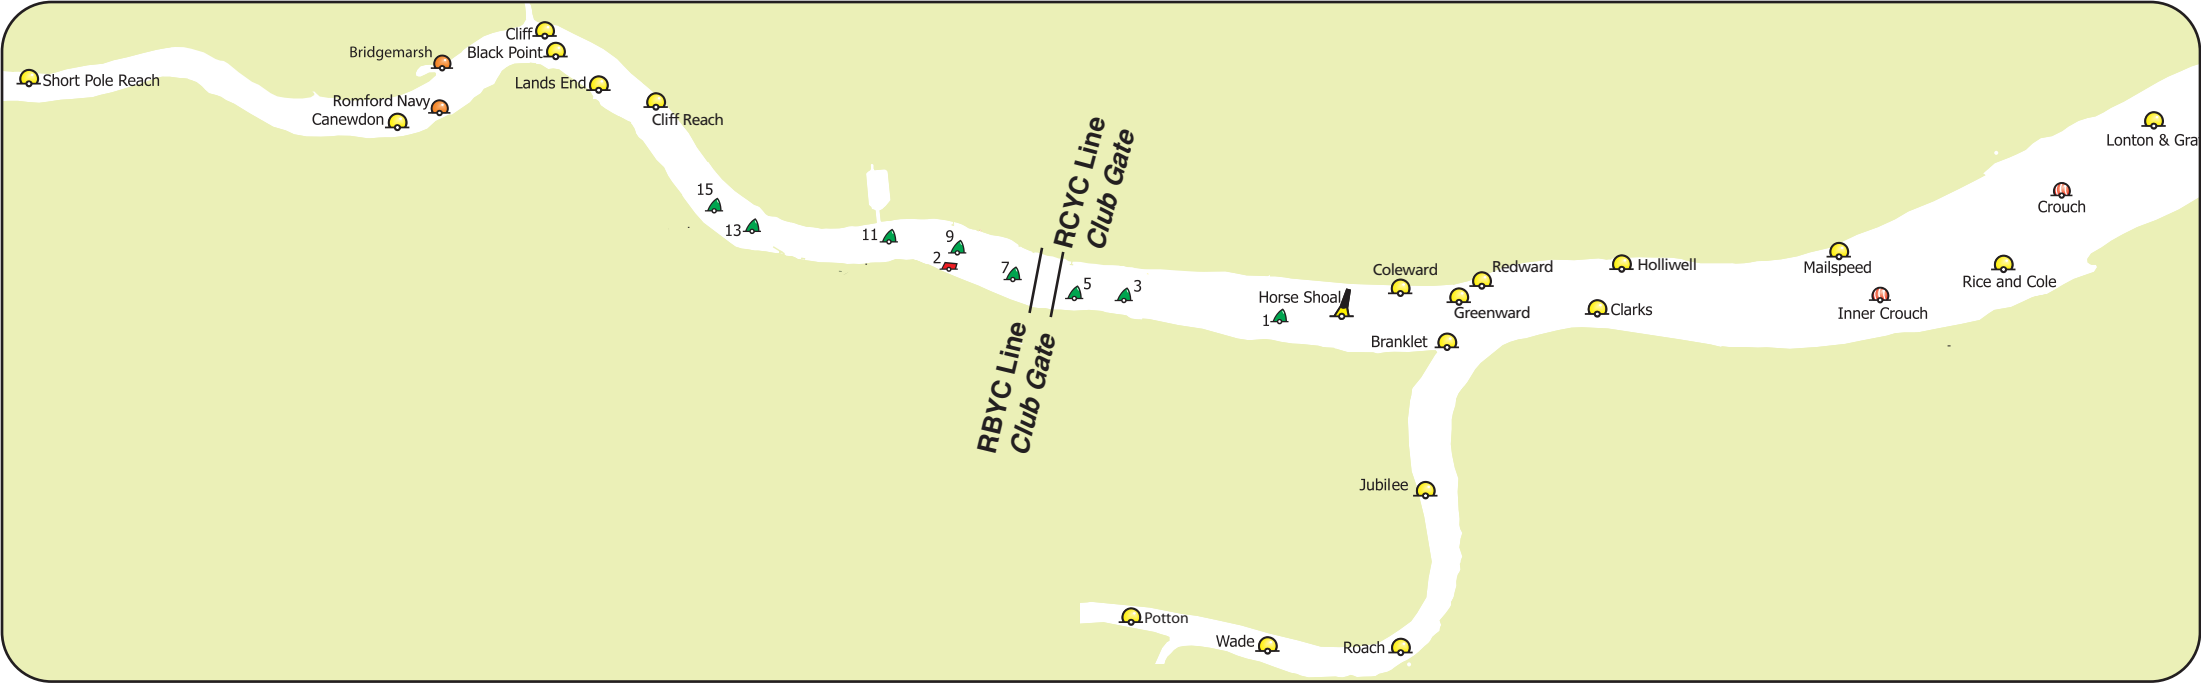 Cliff
Bridgemarsh
Black Point
Short Pole Reach
Lands End
Romford Navy
Canewdon
Cliff Reach
15
13
11
9
2
7
RCYC Line
Club Gate
RBYC Line
Club Gate
5
3
1
Horse Shoal
Coleward
Redward
Greenward
Branklet
Holliwell
Clarks
Mailspeed
Inner Crouch
Rice and Cole
Crouch
Lonton & Gra
Jubilee
Potton
Wade
Roach